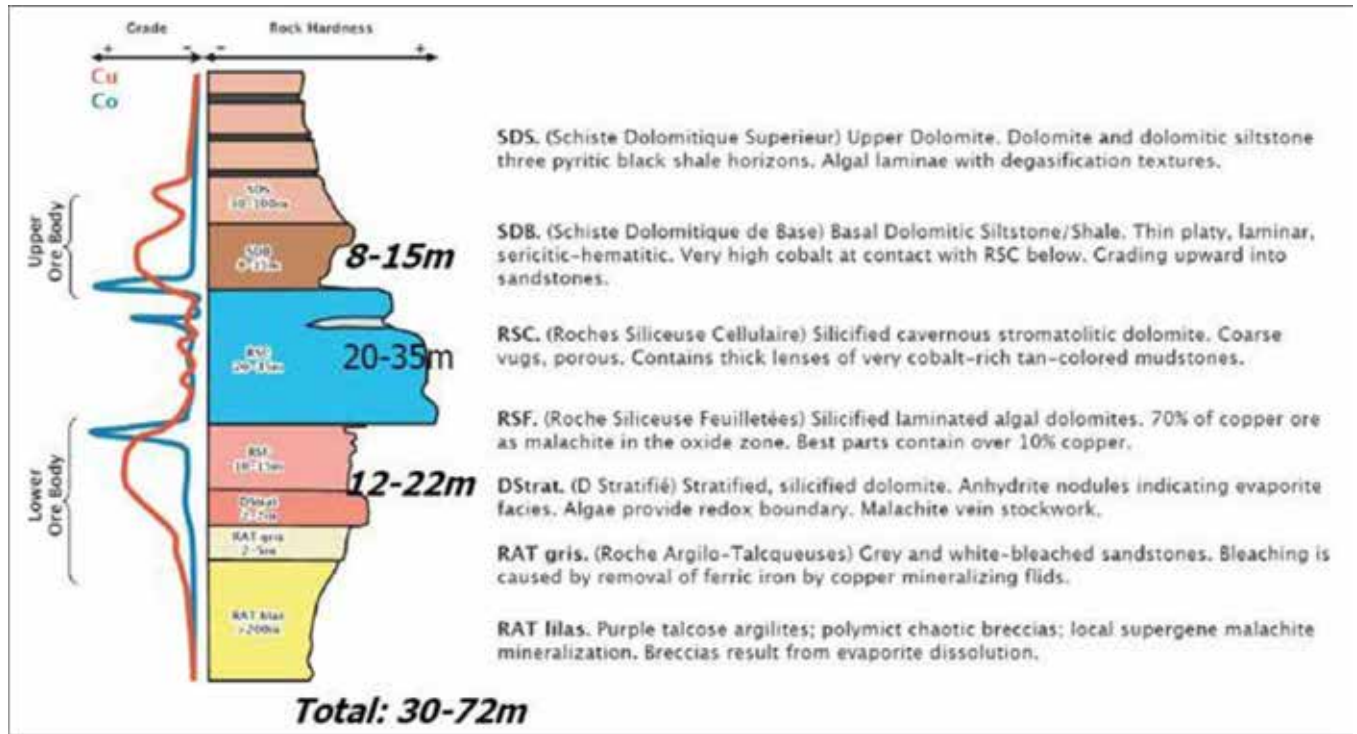 Grade
Rock Hardness
+ - - +
Cu
Co
Upper
Ore Body
Lower
Ore Body
SDS
SDB
8-15m
RSC
20-35m
20-35m
RSF
10-15m
12-22m
DStrat
RAT gris
2-5m
RAT lilas
>200m
Total: 30-72m
SDS. (Schiste Dolomitique Superieur) Upper Dolomite. Dolomite and dolomitic siltstone
three pyritic black shale horizons. Algal laminae with degasification textures.
SDB. (Schiste Dolomitique de Base) Basal Dolomitic Siltstone/Shale. Thin platy, laminar,
sericitic-hematitic. Very high cobalt at contact with RSC below. Grading upward into
sandstones.
RSC. (Roches Siliceuse Cellulaire) Silicified cavernous stromatolitic dolomite. Coarse
vugs, porous. Contains thick lenses of very cobalt-rich tan-colored mudstones.
RSF. (Roche Siliceuse Feuilletées) Silicified laminated algal dolomites. 70% of copper ore
as malachite in the oxide zone. Best parts contain over 10% copper.
DStrat. (D Stratifié) Stratified, silicified dolomite. Anhydrite nodules indicating evaporite
facies. Algae provide redox boundary. Malachite vein stockwork.
RAT gris. (Roche Argilo-Talcqueuses) Grey and white-bleached sandstones. Bleaching is
caused by removal of ferric iron by copper mineralizing flids.
RAT lilas. Purple talcose argilites; polymict chaotic breccias; local supergene malachite
mineralization. Breccias result from evaporite dissolution.